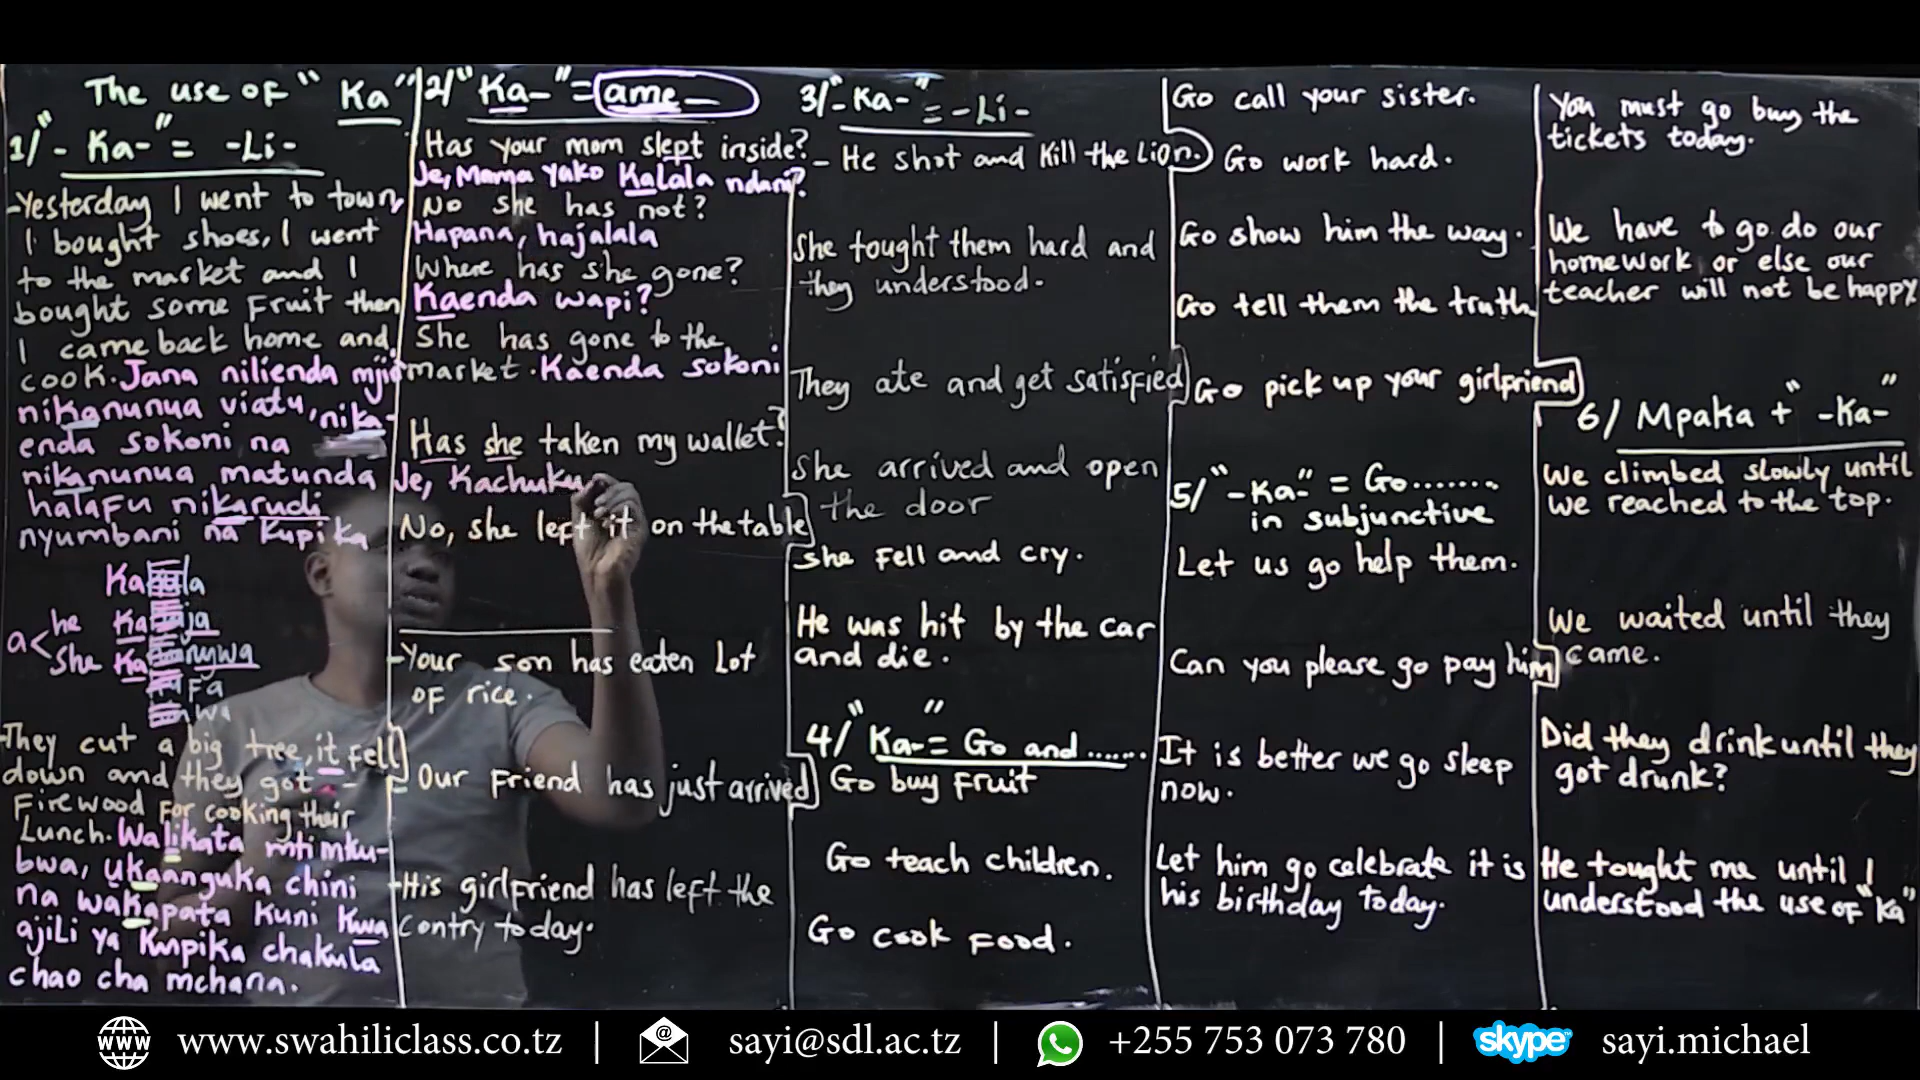 The use of "Ka"
1/ "-Ka-" = -Li-
-Yesterday I went to town,
I bought shoes, I went
to the market and I
bought some fruit then
I came back home and
cook. Jana nilienda mjini
nikanunua viatu, nika-
enda sokoni na
nikanunua matunda
halafu nikarudi
nyumbani na kupika
Ka la
a< he Ka ja
she Ka nywa
Fa
wa
-They cut a big tree, it fell
down and they got -
Firewood for cooking their
Lunch. Walikata mti mku-
bwa, ukaanguka chini
na wakapata kuni kwa
ajili ya kupika chakula
chao cha mchana.
2/ "Ka-" = ame-
Has your mom slept inside?
Je, Mama yako Kalala ndani?
No she has not?
Hapana, hajalala
Where has she gone?
Kaenda wapi?
She has gone to the
market. Kaenda sokoni
Has she taken my wallet?
Je, Kachuku
No, she left it on the table
-Your son has eaten Lot
of rice.
- Our friend has just arrived
-His girlfriend has left the
contry today.
3/ "-Ka-" = -Li-
- He shot and kill the Lion.
She tought them hard and
they understood.
They ate and get satisfied
She arrived and open
the door
She fell and cry.
He was hit by the car
and die.
4/ "Ka-" = Go and ......
Go buy fruit
Go teach children.
Go cook food.
Go call your sister.
Go work hard.
Go show him the way.
Go tell them the truth.
Go pick up your girlfriend
5/ "-Ka-" = Go.......
in subjunctive
Let us go help them.
Can you please go pay him
It is better we go sleep
now.
Let him go celebrate it is
his birthday today.
You must go buy the
tickets today.
We have to go do our
homework or else our
teacher will not be happy
6/ Mpaka + "-Ka-"
We climbed slowly until
we reached to the top.
We waited until they
came.
Did they drink until they
got drunk?
He tought me until I
understood the use of "Ka"
www.swahiliclass.co.tz | sayi@sdl.ac.tz | +255 753 073 780 | skype sayi.michael